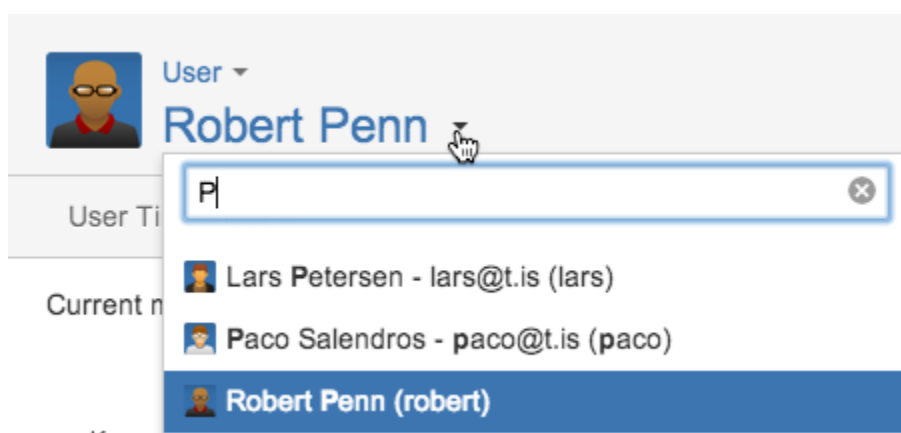 User
Robert Penn
P
User Ti
Lars Petersen - lars@t.is (lars)
Current n
Paco Salendros - paco@t.is (paco)
Robert Penn (robert)